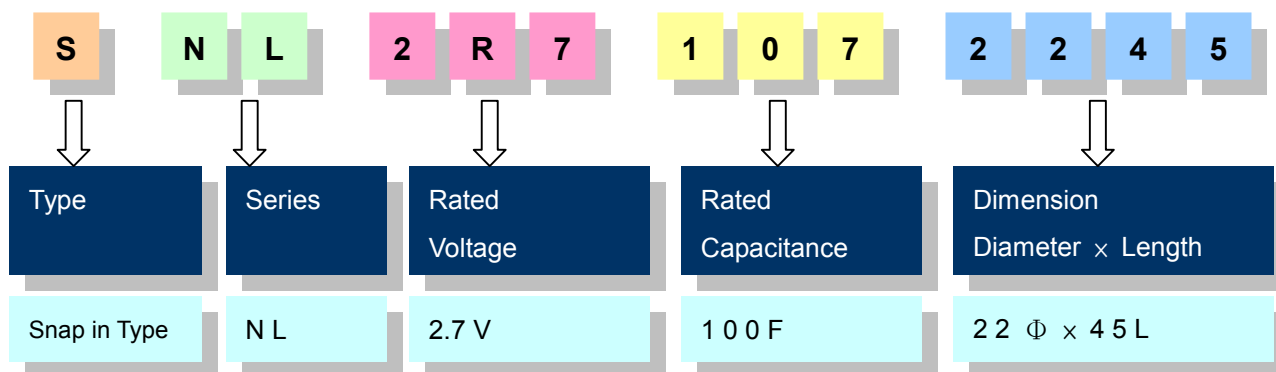 S N L 2 R 7 1 0 7 2 2 4 5
Type
Series
Rated
Voltage
Rated
Capacitance
Dimension
Diameter × Length
Snap in Type
N L
2.7 V
1 0 0 F
2 2 Φ × 4 5 L